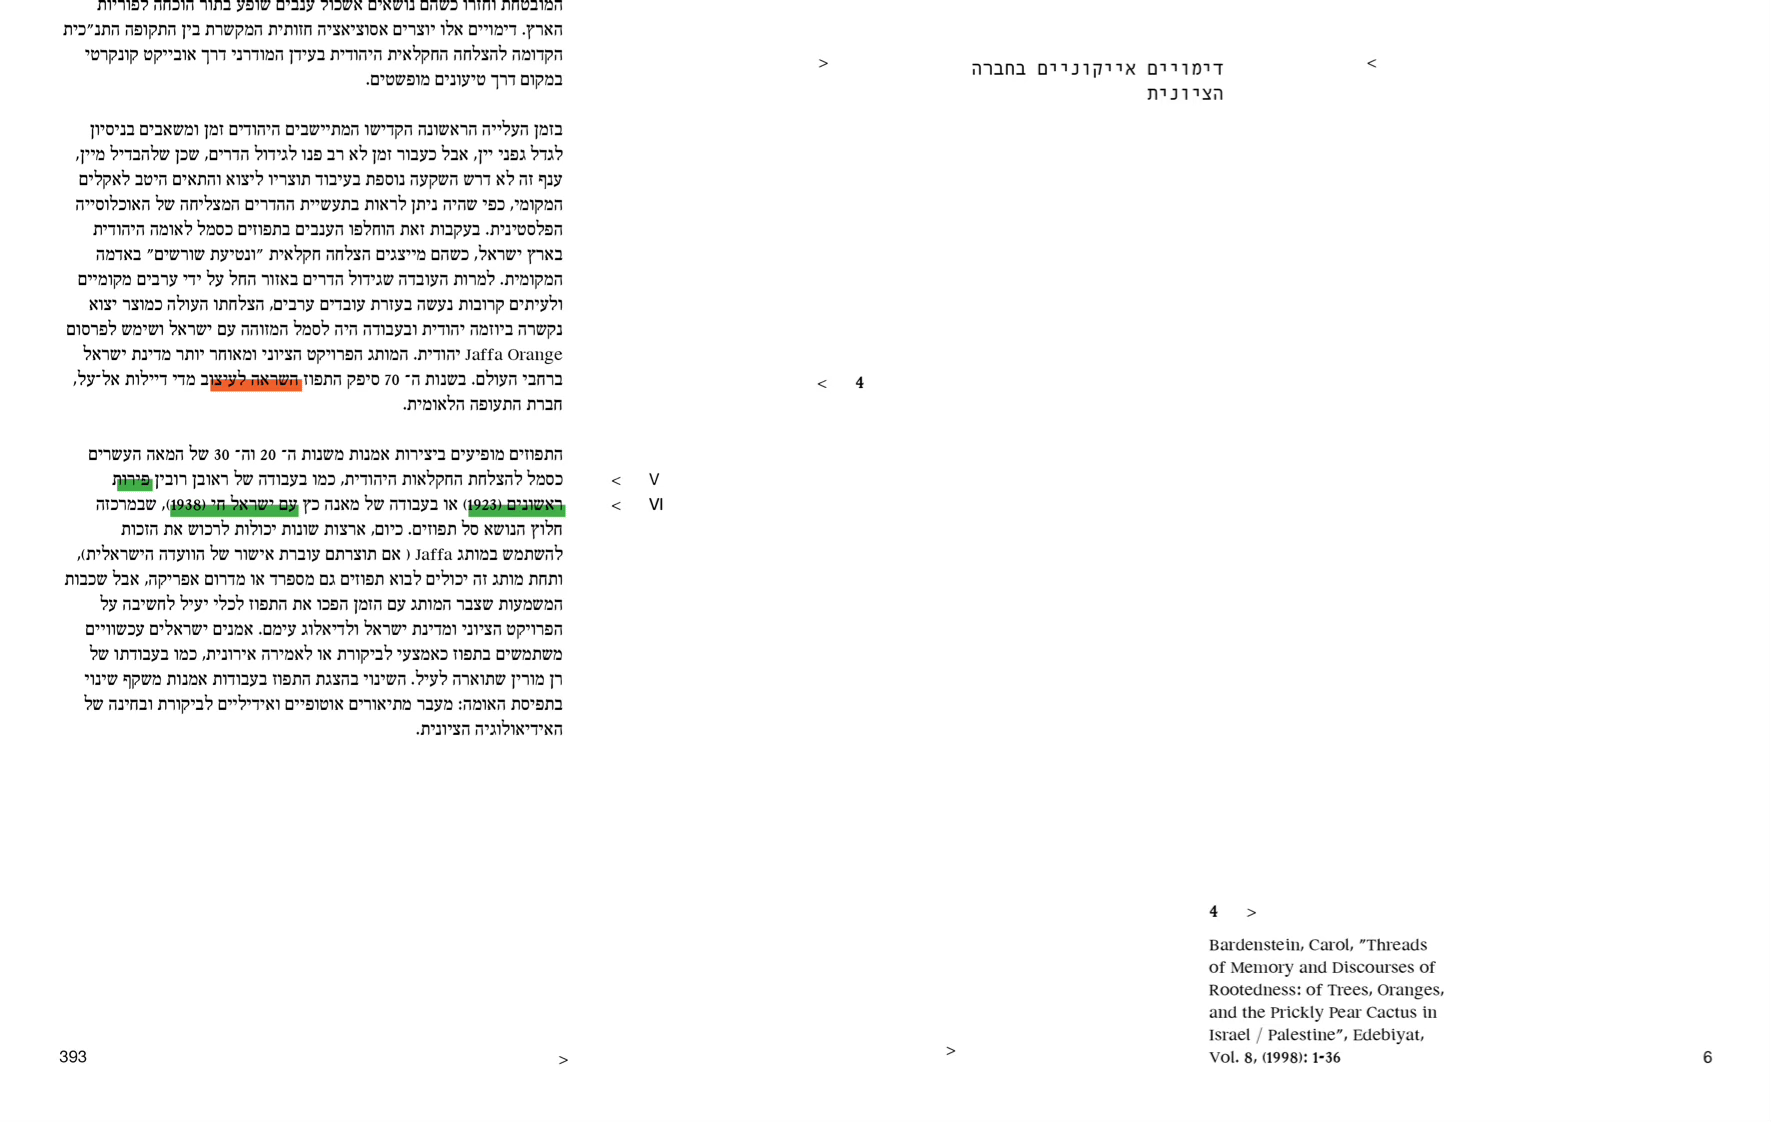 דימויים אייקוניים בחברה
הציונית
>
<
המובטחת וחזרו כשהם נושאים אשכול ענבים שופע בתור הוכחה לפוריות
הארץ. דימויים אלו יוצרים אסוציאציה חזותית המקשרת בין התקופה התנ״כית
הקדומה להצלחה החקלאית היהודית בעידן המודרני דרך אובייקט קונקרטי
במקום דרך טיעונים מופשטים.
בזמן העלייה הראשונה הקדישו המתיישבים היהודים זמן ומשאבים בניסיון
לגדל גפני יין, אבל כעבור זמן לא רב פנו לגידול הדרים, שכן שלהבדיל מיין,
ענף זה לא דרש השקעה נוספת בעיבוד תוצריו ליצוא והתאים היטב לאקלים
המקומי, כפי שהיה ניתן לראות בתעשיית ההדרים המצליחה של האוכלוסייה
הפלסטינית. בעקבות זאת הוחלפו הענבים בתפוזים כסמל לאומה היהודית
בארץ ישראל, כשהם מייצגים הצלחה חקלאית ״ונטיעת שורשים״ באדמה
המקומית. למרות העובדה שגידול הדרים באזור החל על ידי ערבים מקומיים
ולעיתים קרובות נעשה בעזרת עובדים ערבים, הצלחתו העולה כמוצר יצוא
נקשרה ביוזמה יהודית ובעבודה היה לסמל המזוהה עם ישראל ושימש לפרסום
Jaffa Orange יהודית. המותג הפרויקט הציוני ומאוחר יותר מדינת ישראל
ברחבי העולם. בשנות ה־ 70 סיפק התפוז השראה לעיצוב מדי דיילות אל־על,
חברת התעופה הלאומית.
4 <
התפוזים מופיעים ביצירות אמנות משנות ה־ 20 וה־ 30 של המאה העשרים
כסמל להצלחת החקלאות היהודית, כמו בעבודה של ראובן רובין פירות
ראשונים (1923) או בעבודה של מאנה כץ עם ישראל חי (1938), שבמרכזה
חלוץ הנושא סל תפוזים. כיום, ארצות שונות יכולות לרכוש את הזכות
להשתמש במותג Jaffa ( אם תוצרתם עוברת אישור של הוועדה הישראלית),
ותחת מותג זה יכולים לבוא תפוזים גם מספרד או מדרום אפריקה, אבל שכבות
המשמעות שצבר המותג עם הזמן הפכו את התפוז לכלי יעיל לחשיבה על
הפרויקט הציוני ומדינת ישראל ולדיאלוג עימם. אמנים ישראלים עכשוויים
משתמשים בתפוז כאמצעי לביקורת או לאמירה אירונית, כמו בעבודתו של
רן מורין שתוארה לעיל. השינוי בהצגת התפוז בעבודות אמנות משקף שינוי
בתפיסת האומה: מעבר מתיאורים אוטופיים ואידיליים לביקורת ובחינה של
האידיאולוגיה הציונית.
< V
< VI
4 >
Bardenstein, Carol, "Threads
of Memory and Discourses of
Rootedness: of Trees, Oranges,
and the Prickly Pear Cactus in
Israel / Palestine", Edebiyat,
Vol. 8, (1998): 1-36
6
>
>
393